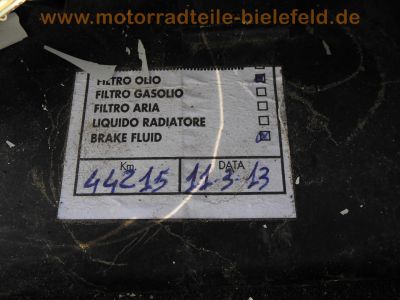 www.motorradteile-bielefeld.de
FILTRO OLIO
FILTRO GASOLIO
FILTRO ARIA
LIQUIDO RADIATORE
BRAKE FLUID
Km. DATA
44215 11-3-13